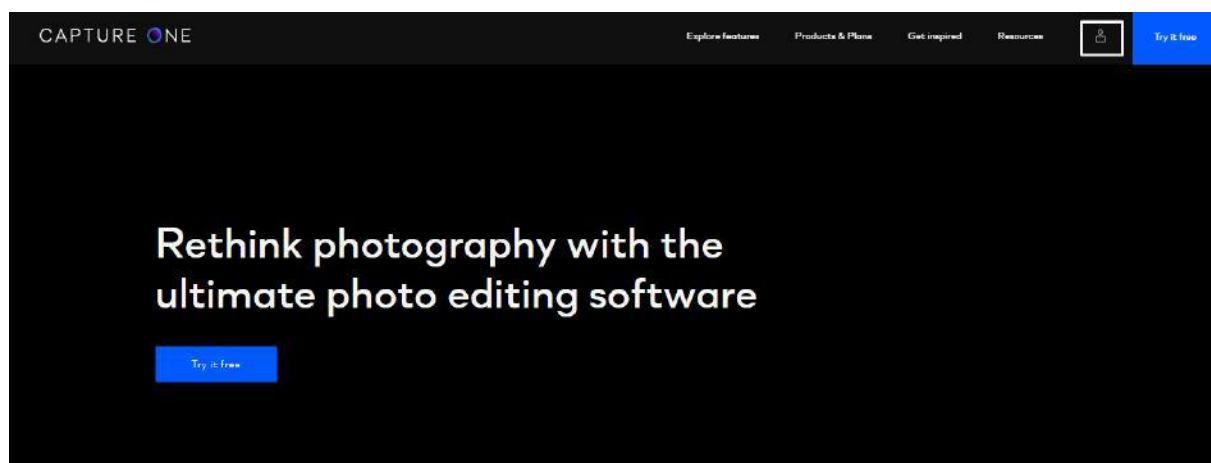 CAPTURE ONE
Explore features
Products & Plans
Get inspired
Resources
Try it free
Rethink photography with the
ultimate photo editing software
Try it free